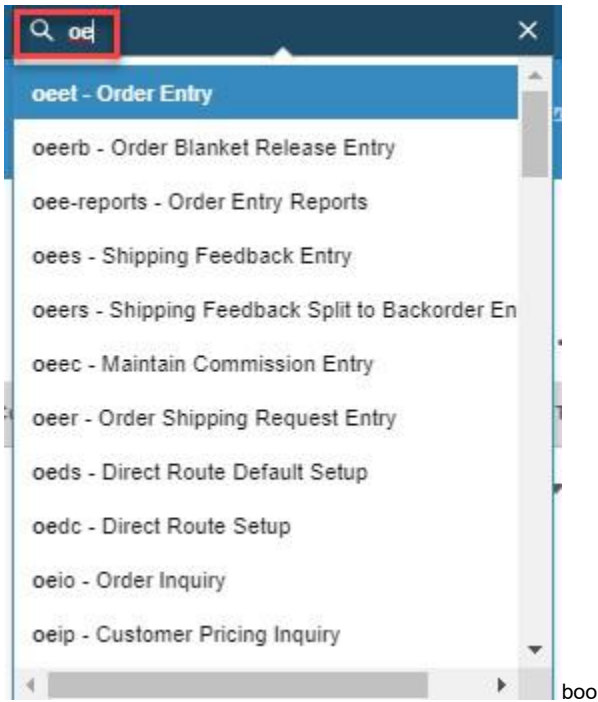 oe
oeet - Order Entry
oeerb - Order Blanket Release Entry
oee-reports - Order Entry Reports
oees - Shipping Feedback Entry
oeers - Shipping Feedback Split to Backorder En
oeec - Maintain Commission Entry
oeer - Order Shipping Request Entry
oeds - Direct Route Default Setup
oedc - Direct Route Setup
oeio - Order Inquiry
oeip - Customer Pricing Inquiry
boo